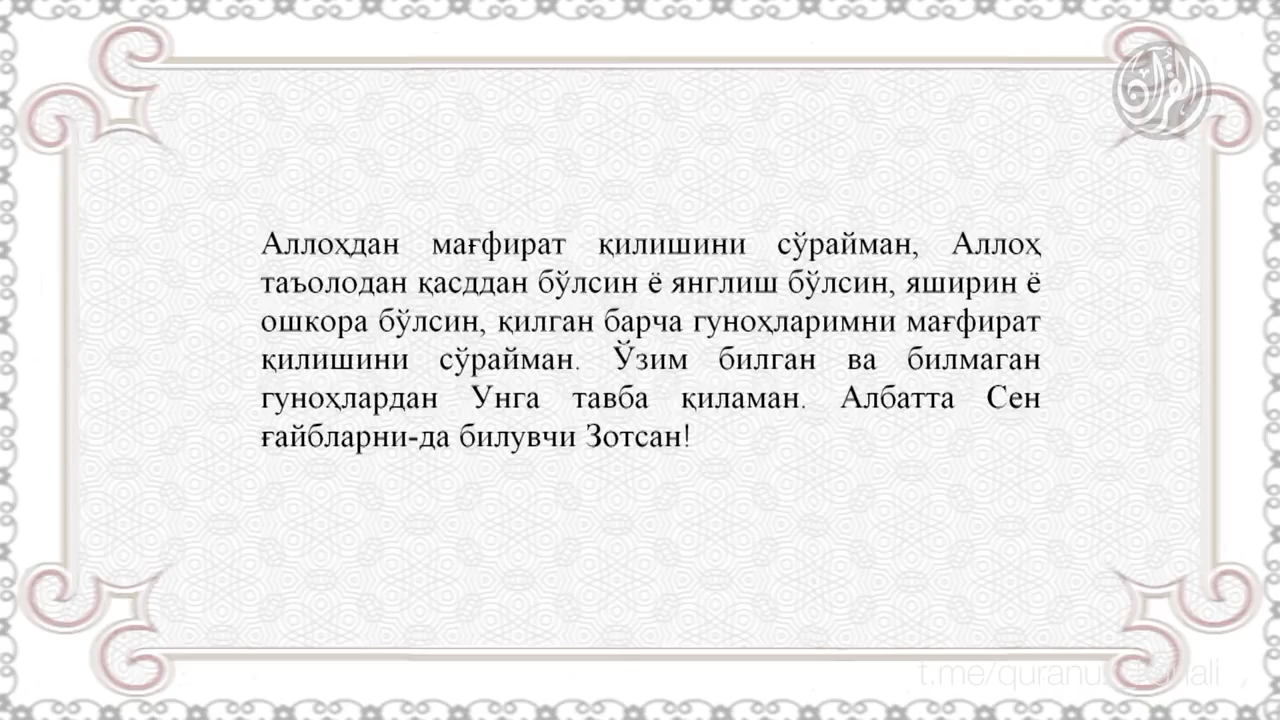 القرآن
Аллоҳдан мағфират қилишини сўрайман, Аллоҳ
таъолодан қасддан бўлсин ё янглиш бўлсин, яширин ё
ошкора бўлсин, қилган барча гуноҳларимни мағфират
қилишини сўрайман. Ўзим билган ва билмаган
гуноҳлардан Унга тавба қиламан. Албатта Сен
ғайбларни-да билувчи Зотсан!